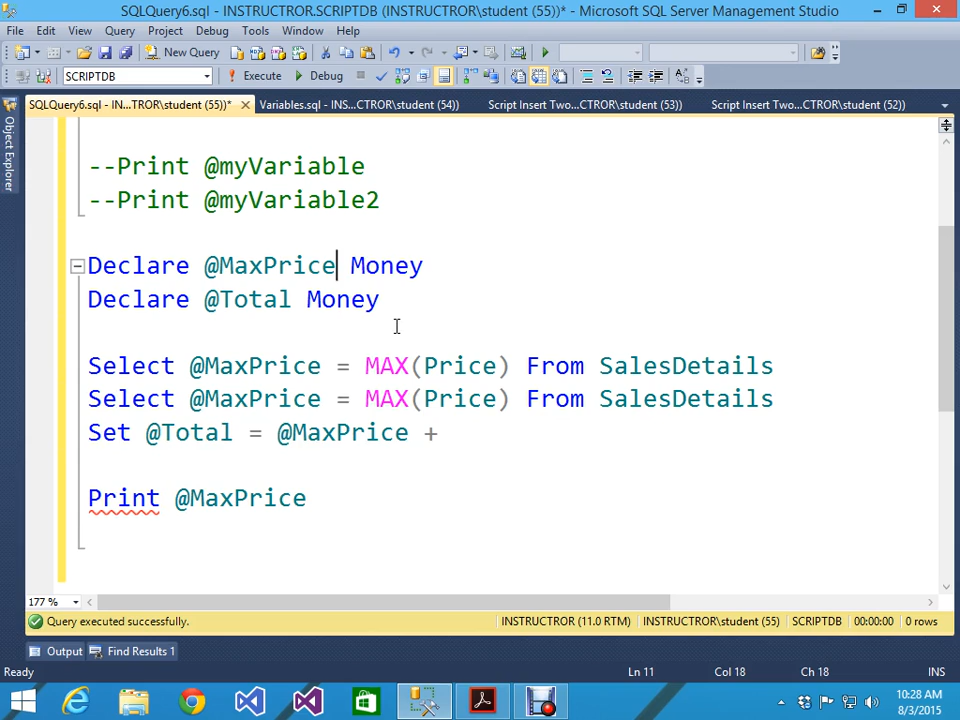 SQLQuery6.sql - INSTRUCTOR.SCRIPTDB (INSTRUCTOR\student (55))* - Microsoft SQL Server Management Studio
File Edit View Query Project Debug Tools Window Help
New Query
SCRIPTDB Execute Debug
SQLQuery6.sql - IN...TROR\student (55))* Variables.sql - INS...CTROR\student (54)) Script Insert Two...CTROR\student (53)) Script Insert Two...CTROR\student (52))
Object Explorer
--Print @myVariable
--Print @myVariable2
Declare @MaxPrice Money
Declare @Total Money
Select @MaxPrice = MAX(Price) From SalesDetails
Select @MaxPrice = MAX(Price) From SalesDetails
Set @Total = @MaxPrice +
Print @MaxPrice
177 %
Query executed successfully. INSTRUCTROR (11.0 RTM) INSTRUCTROR\student (55) SCRIPTDB 00:00:00 0 rows
Output Find Results 1
Ready Ln 11 Col 18 Ch 18 INS
10:28 AM
8/3/2015